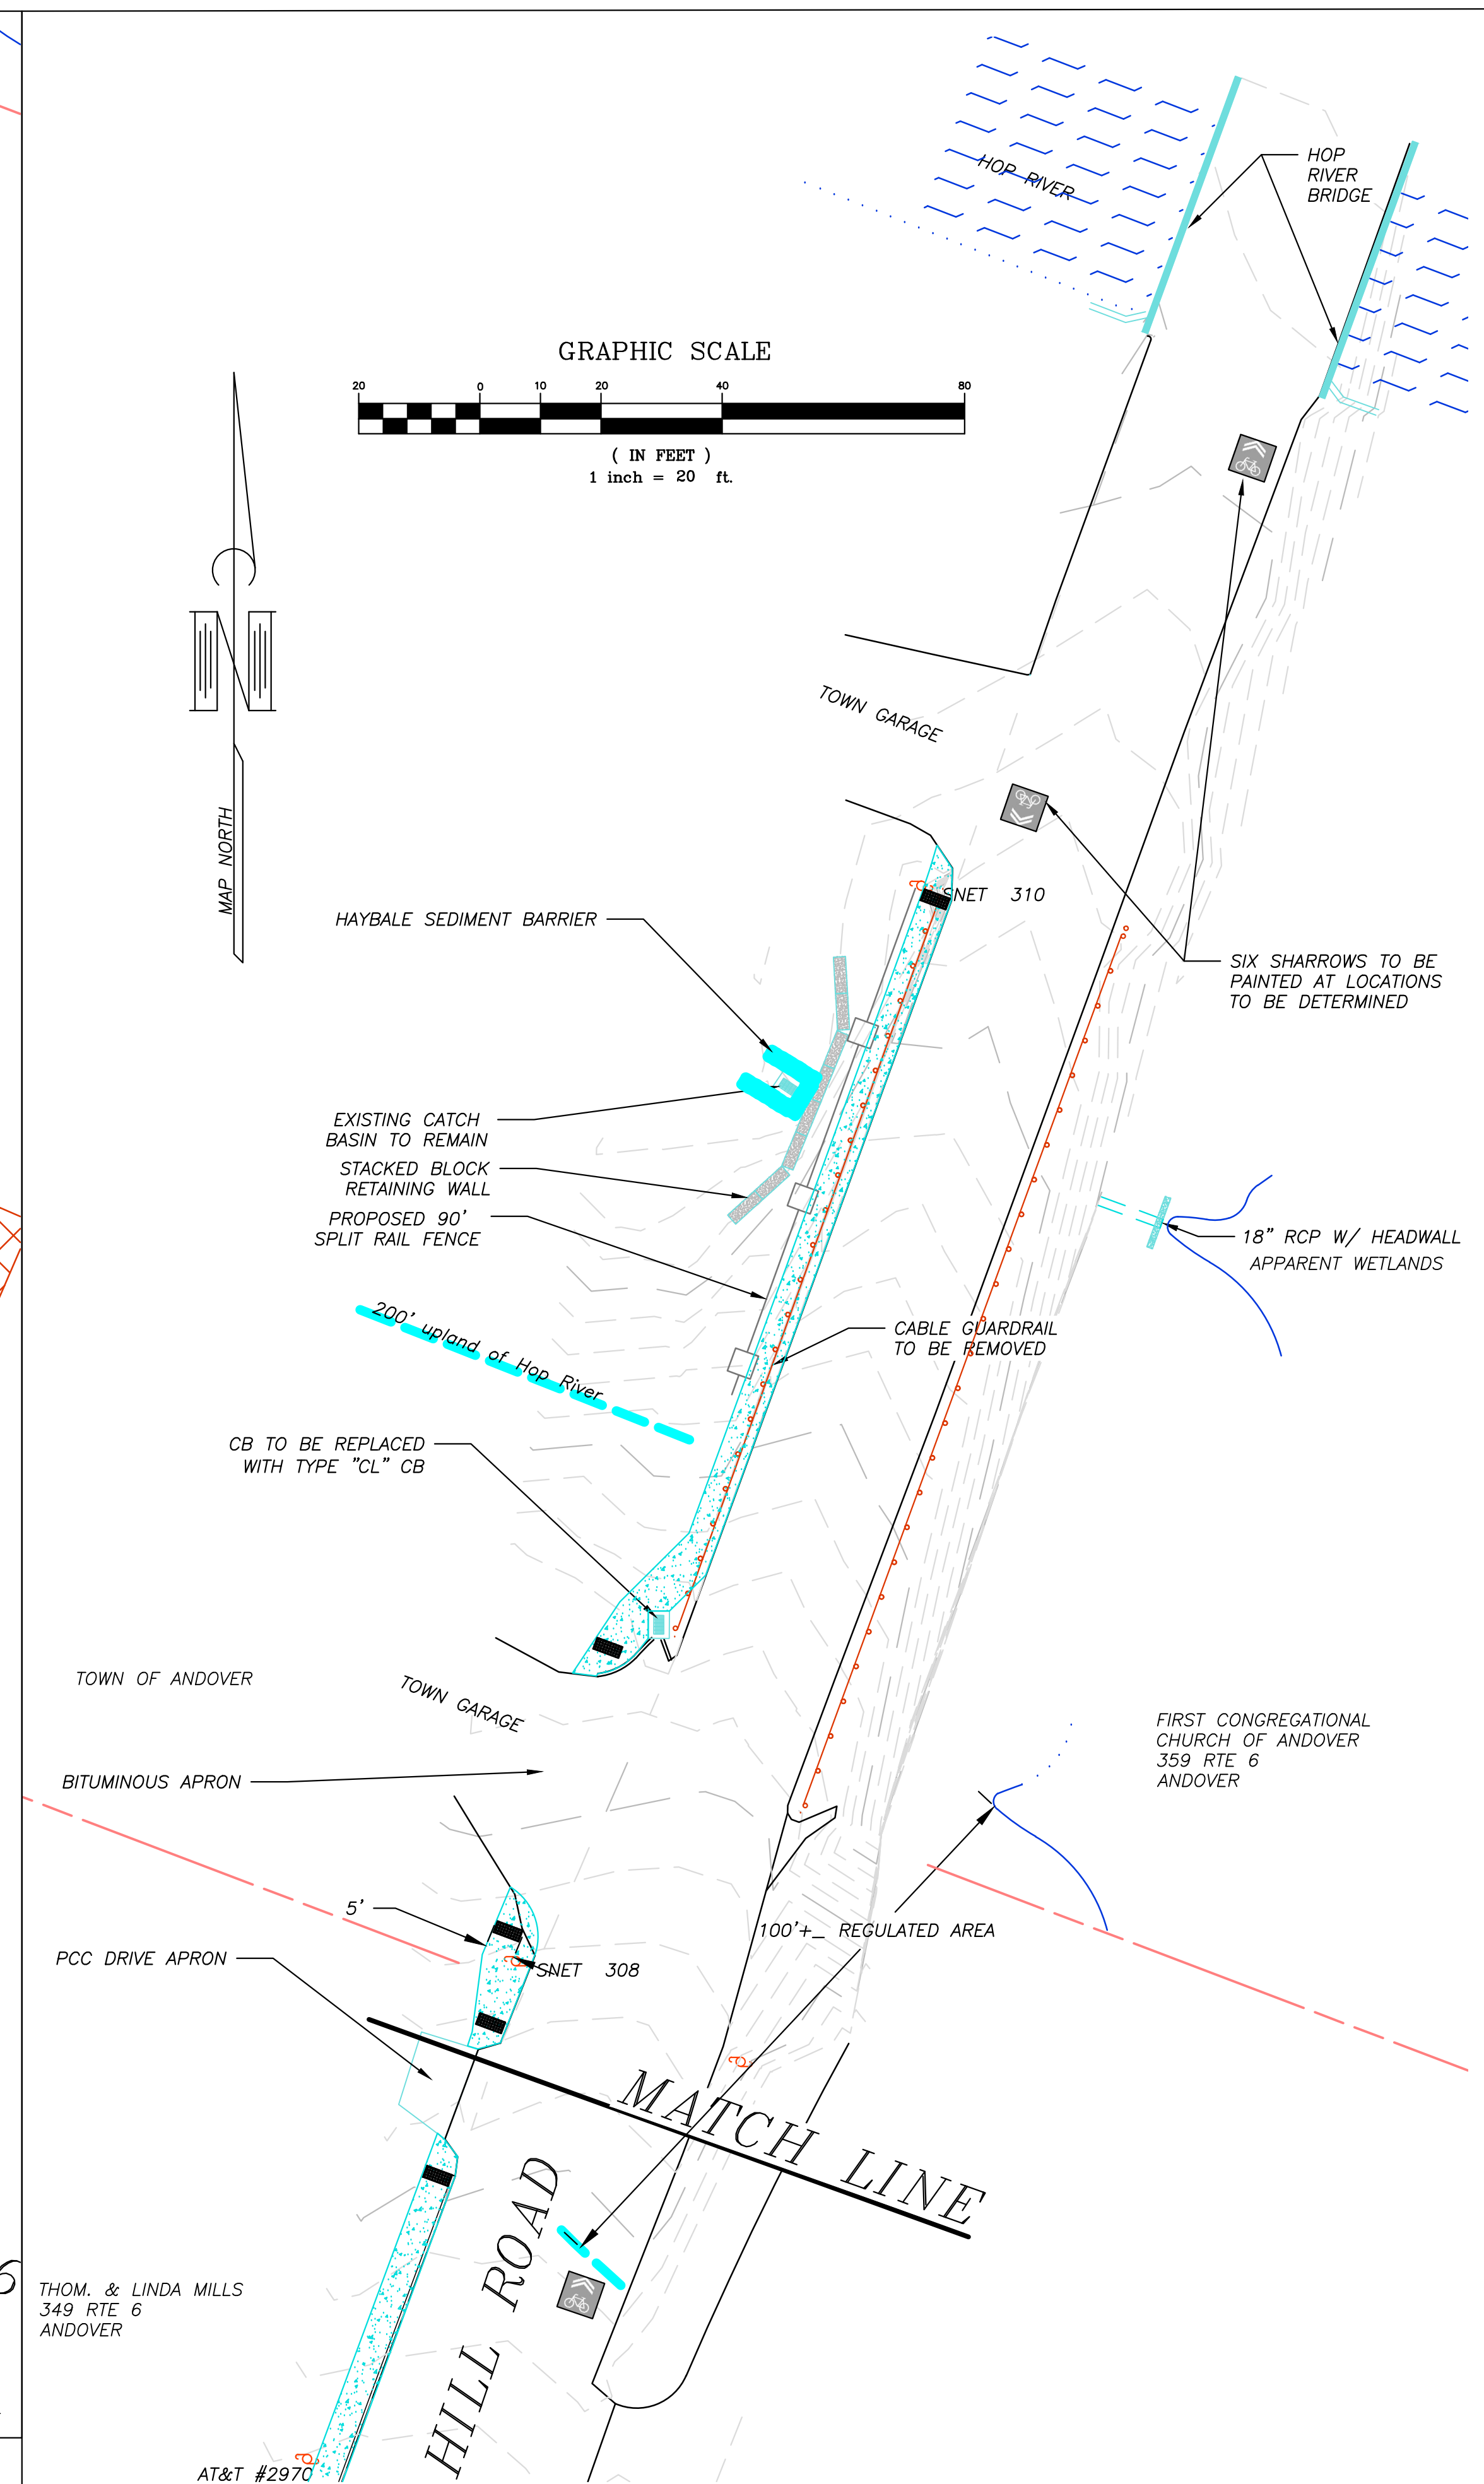 HOP RIVER
HOP
RIVER
BRIDGE
GRAPHIC SCALE
20 0 10 20 40 80
( IN FEET )
1 inch = 20 ft.
MAP NORTH
N
TOWN GARAGE
SNET 310
HAYBALE SEDIMENT BARRIER
SIX SHARROWS TO BE
PAINTED AT LOCATIONS
TO BE DETERMINED
EXISTING CATCH
BASIN TO REMAIN
STACKED BLOCK
RETAINING WALL
PROPOSED 90'
SPLIT RAIL FENCE
18" RCP W/ HEADWALL
APPARENT WETLANDS
200' upland of Hop River
CABLE GUARDRAIL
TO BE REMOVED
CB TO BE REPLACED
WITH TYPE "CL" CB
TOWN OF ANDOVER
TOWN GARAGE
FIRST CONGREGATIONAL
CHURCH OF ANDOVER
359 RTE 6
ANDOVER
BITUMINOUS APRON
5'
100'+_ REGULATED AREA
PCC DRIVE APRON
SNET 308
MATCH LINE
HILL ROAD
6
THOM. & LINDA MILLS
349 RTE 6
ANDOVER
AT&T #2970